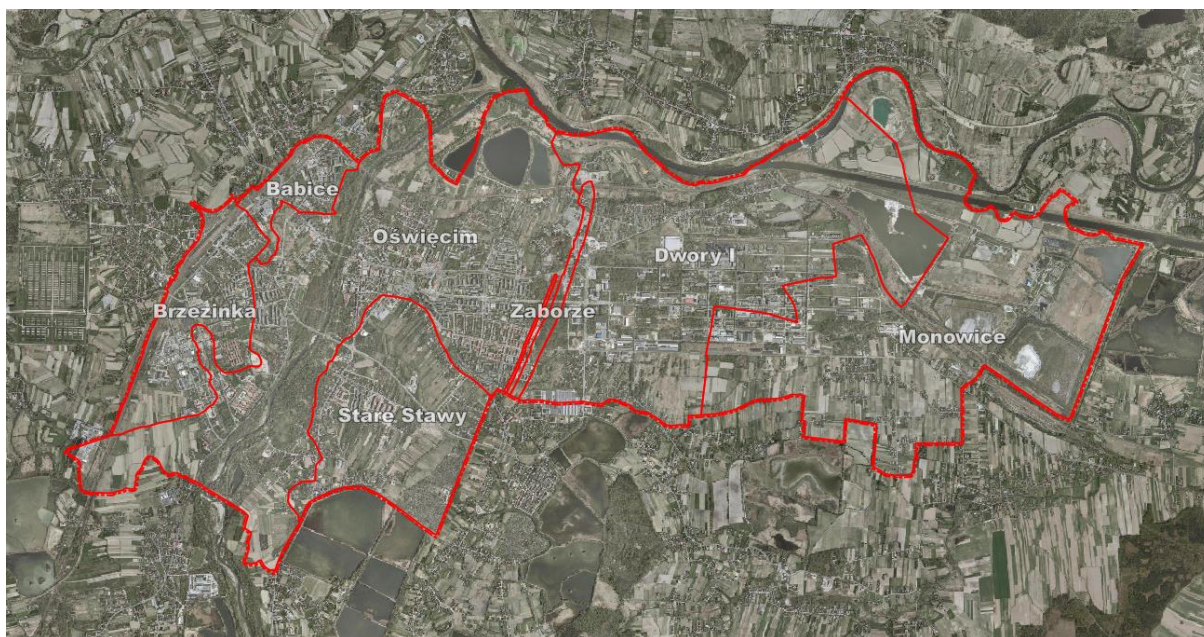 Babice
Oświęcim
Dwory I
Brzezinka
Zaborze
Monowice
Stare Stawy